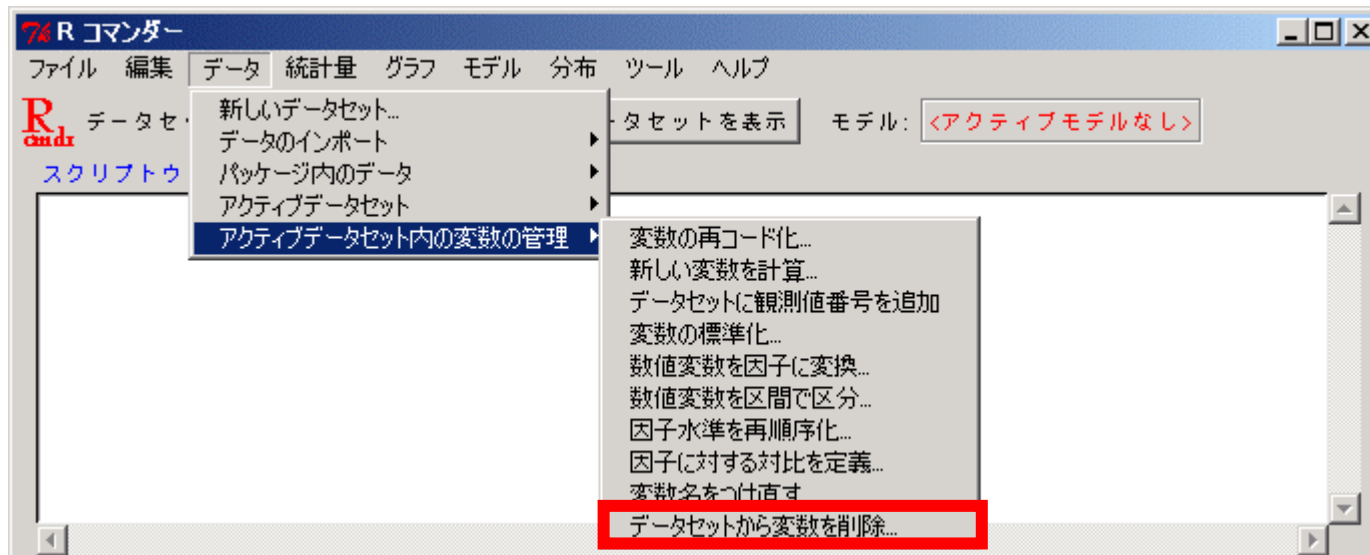 R コマンダー
ファイル 編集 データ 統計量 グラフ モデル 分布 ツール ヘルプ
R cmdr データセ タセットを表示 モデル: <アクティブモデルなし>
スクリプトウ
新しいデータセット...
データのインポート
パッケージ内のデータ
アクティブデータセット
アクティブデータセット内の変数の管理
変数の再コード化...
新しい変数を計算...
データセットに観測値番号を追加
変数の標準化...
数値変数を因子に変換...
数値変数を区間で区分...
因子水準を再順序化...
因子に対する対比を定義...
変数名をつけ直す
データセットから変数を削除...